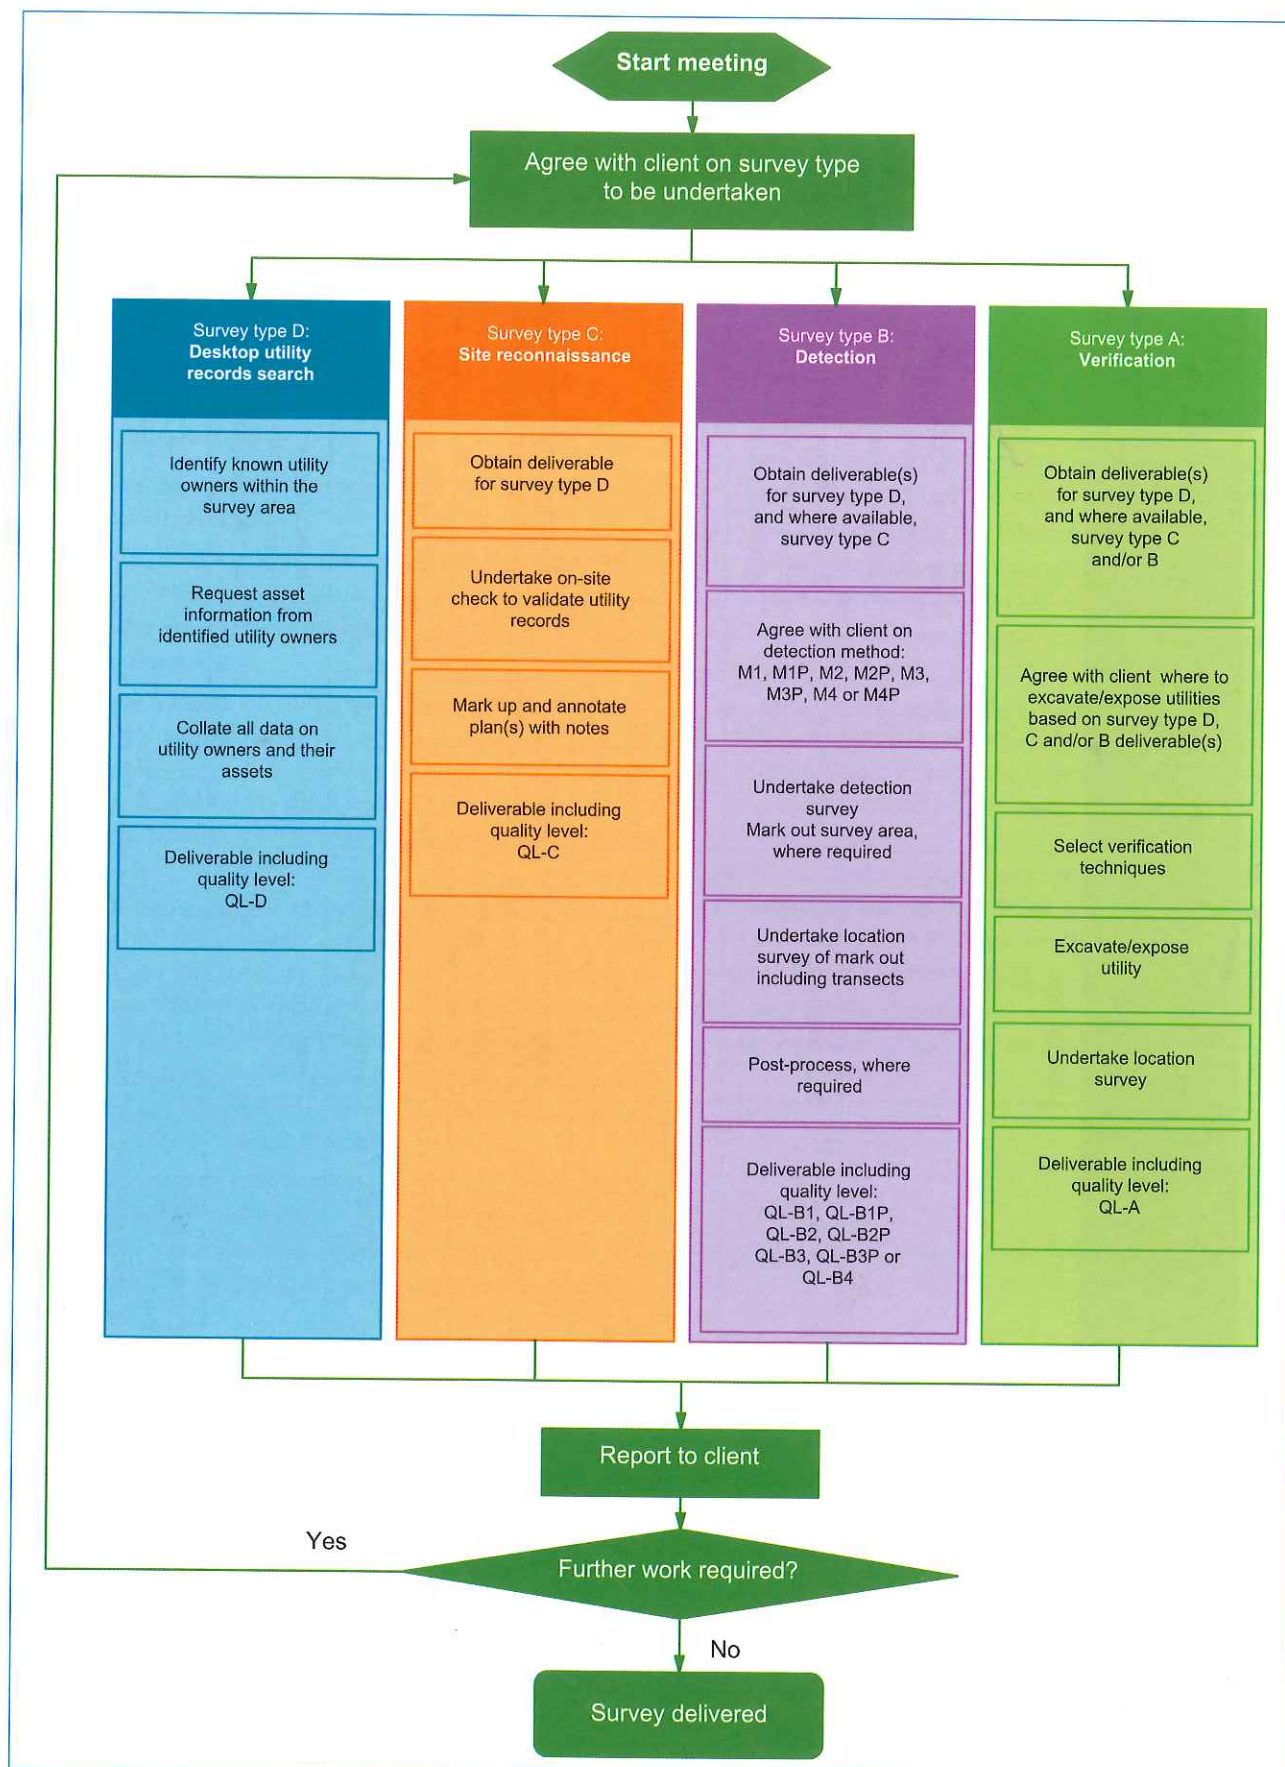 Start meeting
Agree with client on survey type
to be undertaken
Survey type D:
Desktop utility
records search
Identify known utility
owners within the
survey area
Request asset
information from
identified utility owners
Collate all data on
utility owners and their
assets
Deliverable including
quality level:
QL-D
Survey type C:
Site reconnaissance
Obtain deliverable
for survey type D
Undertake on-site
check to validate utility
records
Mark up and annotate
plan(s) with notes
Deliverable including
quality level:
QL-C
Survey type B:
Detection
Obtain deliverable(s)
for survey type D,
and where available,
survey type C
Agree with client on
detection method:
M1, M1P, M2, M2P, M3,
M3P, M4 or M4P
Undertake detection
survey
Mark out survey area,
where required
Undertake location
survey of mark out
including transects
Post-process, where
required
Deliverable including
quality level:
QL-B1, QL-B1P,
QL-B2, QL-B2P
QL-B3, QL-B3P or
QL-B4
Survey type A:
Verification
Obtain deliverable(s)
for survey type D,
and where available,
survey type C
and/or B
Agree with client where to
excavate/expose utilities
based on survey type D,
C and/or B deliverable(s)
Select verification
techniques
Excavate/expose
utility
Undertake location
survey
Deliverable including
quality level:
QL-A
Report to client
Yes
Further work required?
No
Survey delivered